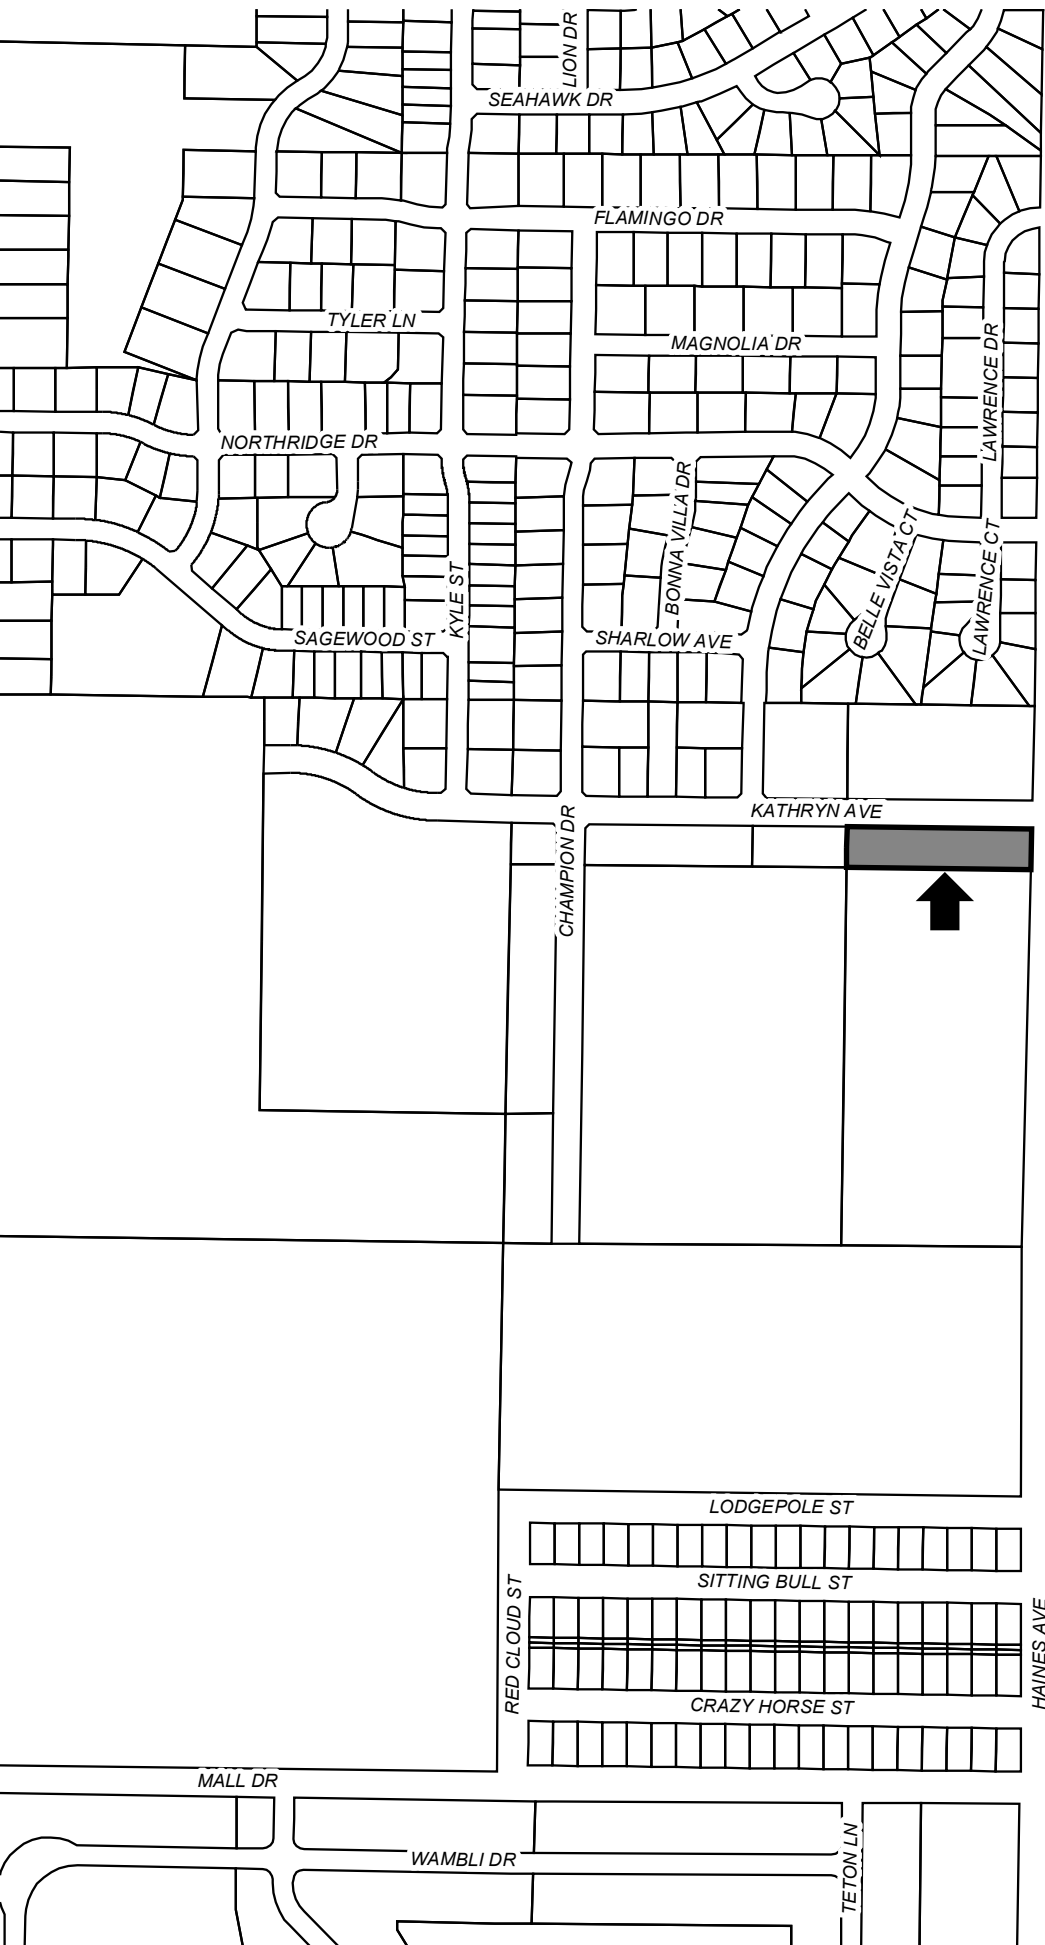 LION DR
SEAHAWK DR
FLAMINGO DR
TYLER LN
MAGNOLIA DR
LAWRENCE DR
NORTHRIDGE DR
BONNA VILLA DR
BELLE VISTA CT
LAWRENCE CT
KYLE ST
SAGEWOOD ST
SHARLOW AVE
KATHRYN AVE
CHAMPION DR
LODGEPOLE ST
SITTING BULL ST
RED CLOUD ST
HAINES AVE
CRAZY HORSE ST
MALL DR
WAMBLI DR
TETON LN